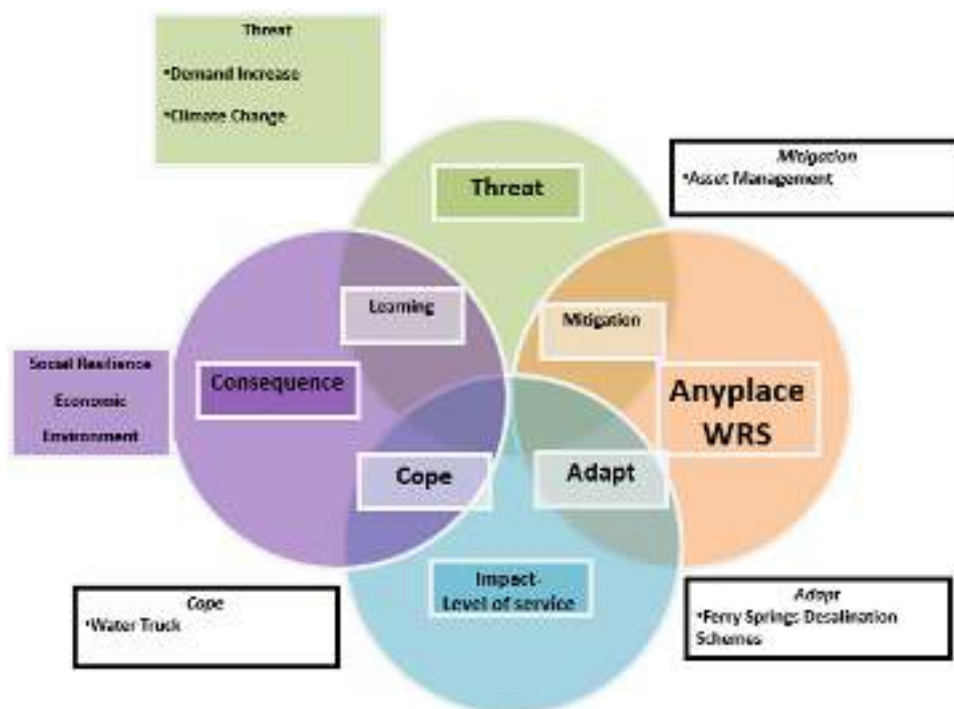 Threat
•Demand Increase
•Climate Change
Mitigation
•Asset Management
Threat
Learning
Mitigation
Social Resilience
Economic
Environment
Consequence
Anyplace
WRS
Cope
Adapt
Impact-
Level of service
Cope
•Water Truck
Adapt
•Ferry Springs Desalination
Schemes